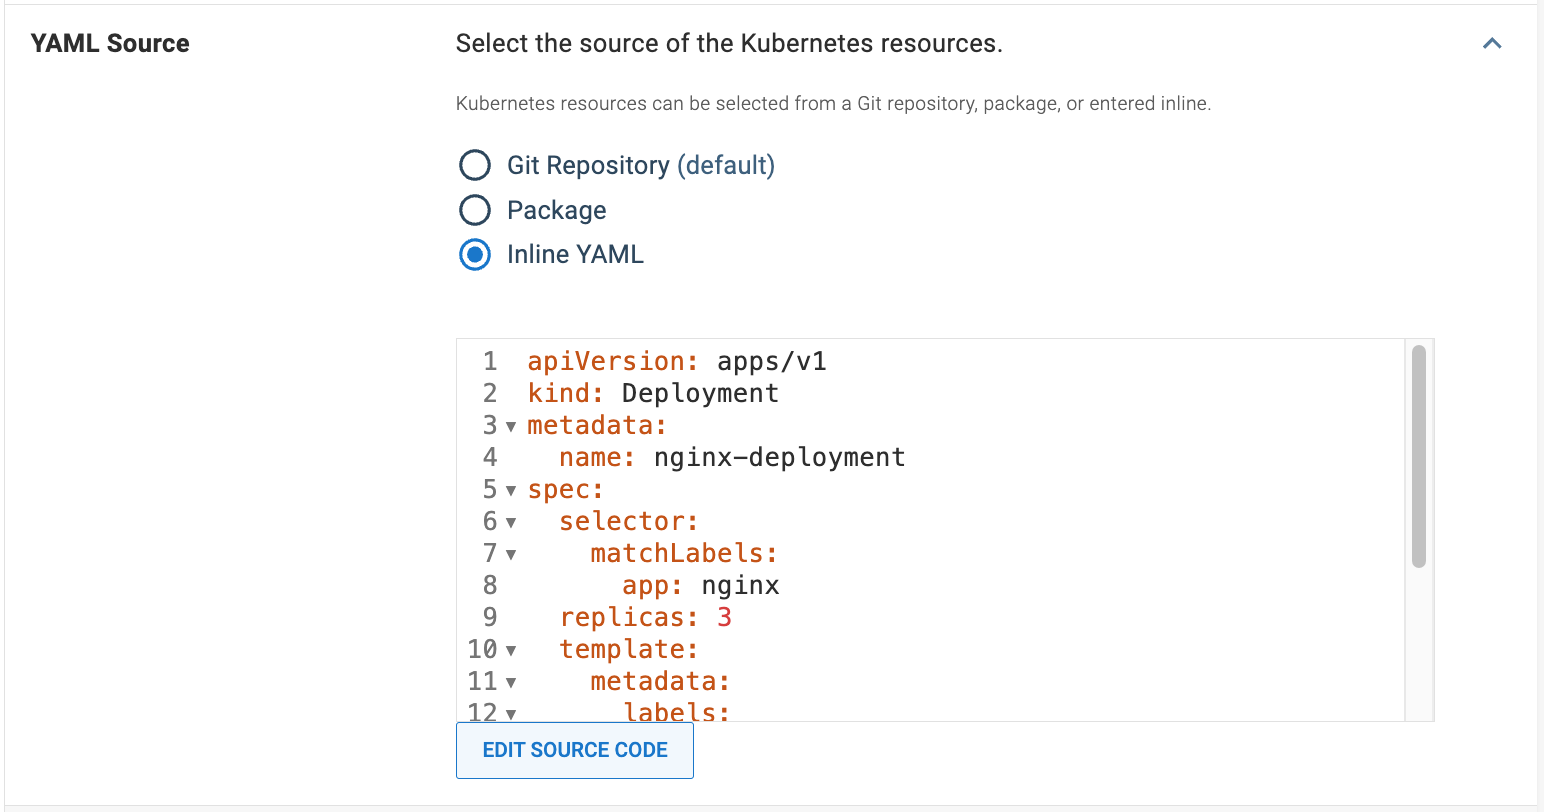 YAML Source
Select the source of the Kubernetes resources.
Kubernetes resources can be selected from a Git repository, package, or entered inline.
Git Repository (default)
Package
Inline YAML
1 apiVersion: apps/v1
2 kind: Deployment
3 metadata:
4   name: nginx-deployment
5 spec:
6   selector:
7     matchLabels:
8       app: nginx
9   replicas: 3
10   template:
11     metadata:
12       labels:
EDIT SOURCE CODE